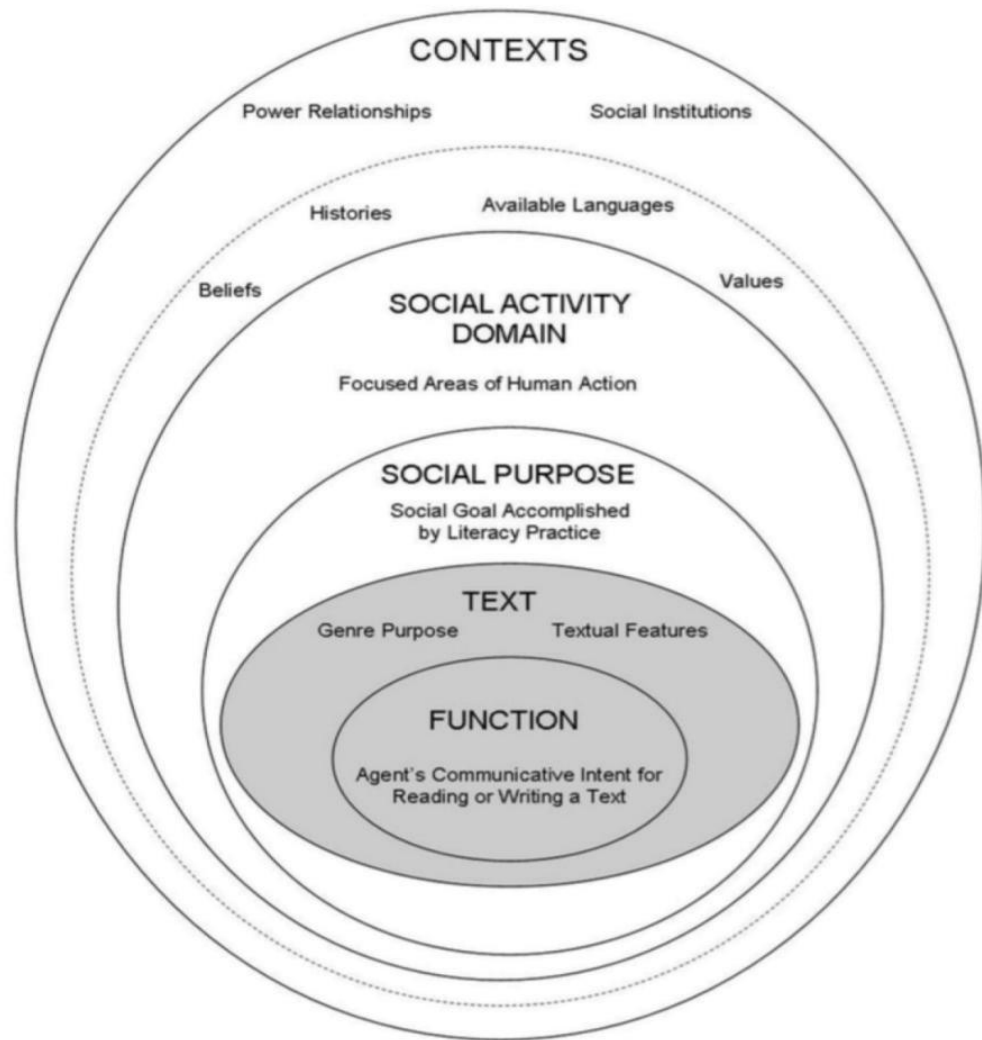 CONTEXTS
Power Relationships Social Institutions
Histories Available Languages
Beliefs Values
SOCIAL ACTIVITY
DOMAIN
Focused Areas of Human Action
SOCIAL PURPOSE
Social Goal Accomplished
by Literacy Practice
TEXT
Genre Purpose Textual Features
FUNCTION
Agent's Communicative Intent for
Reading or Writing a Text